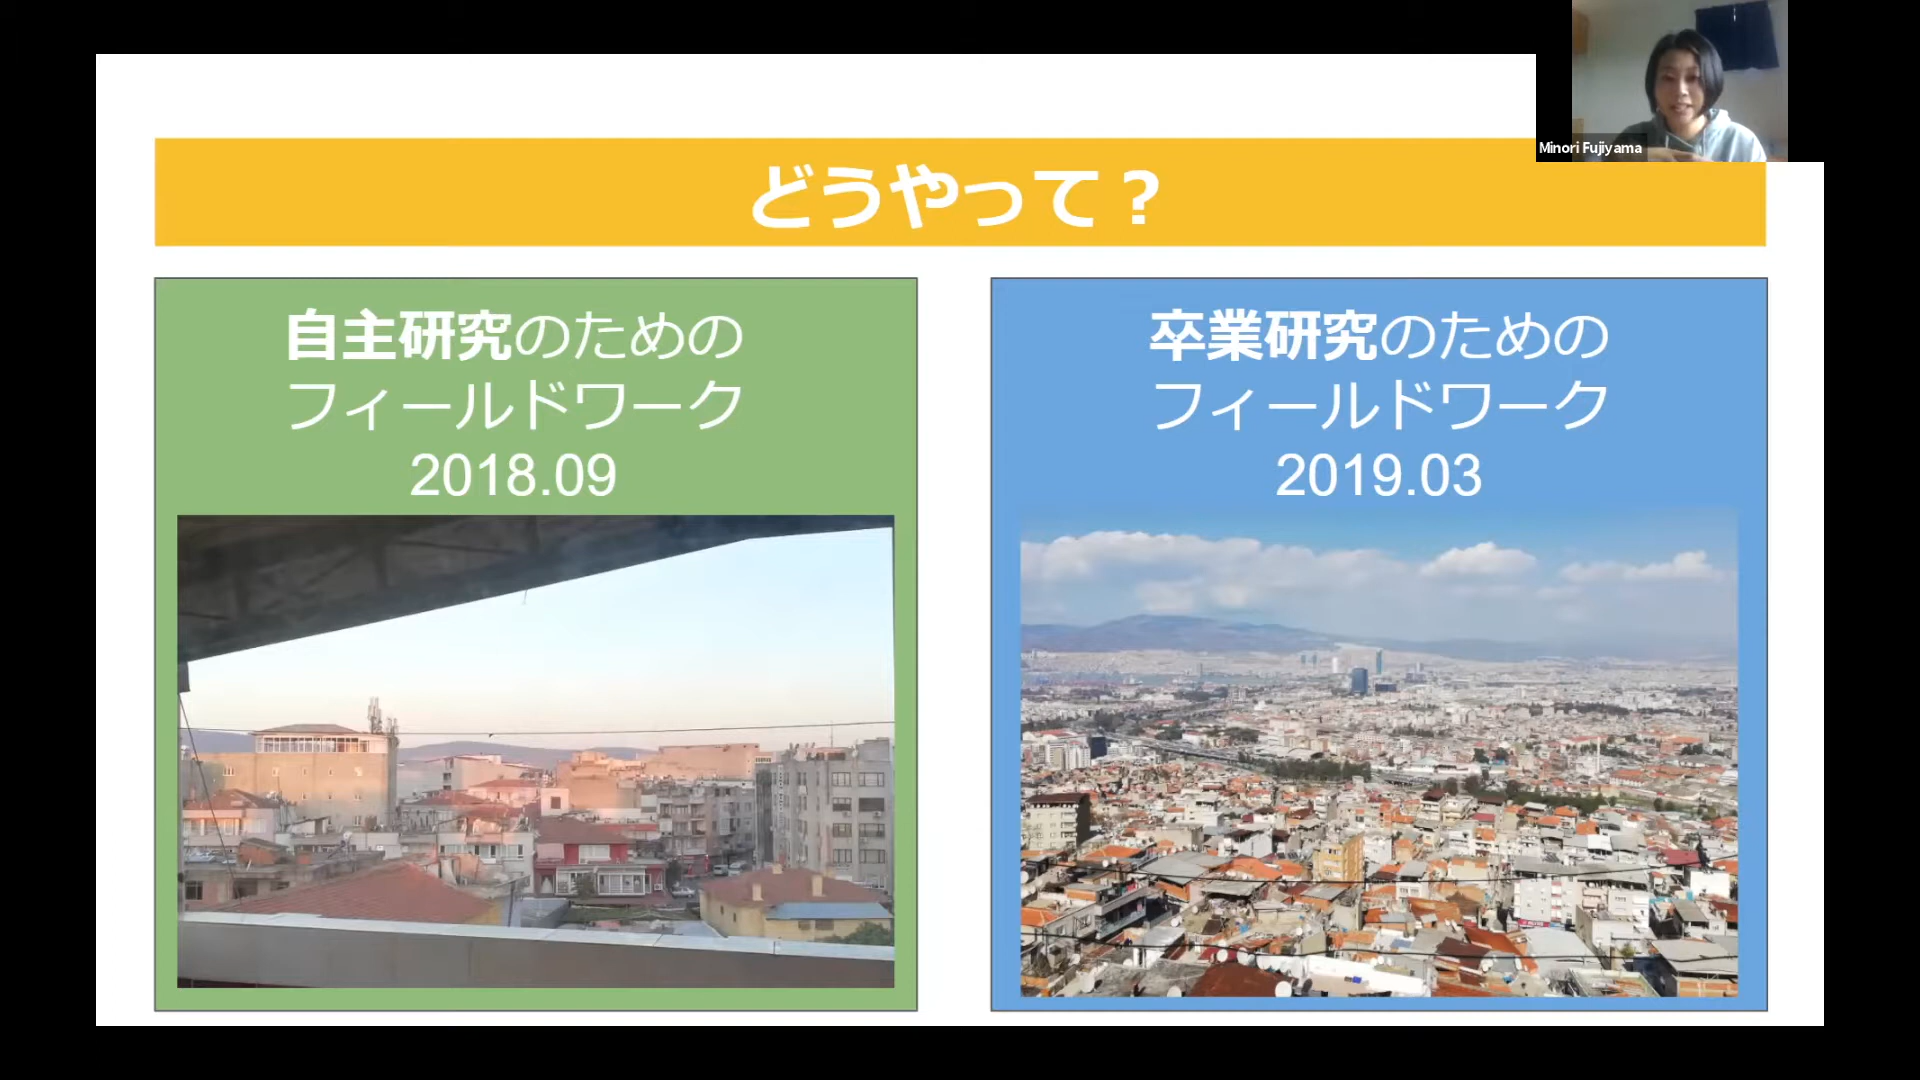 Minori Fujiyama
どうやって？
自主研究のための
フィールドワーク
2018.09
卒業研究のための
フィールドワーク
2019.03